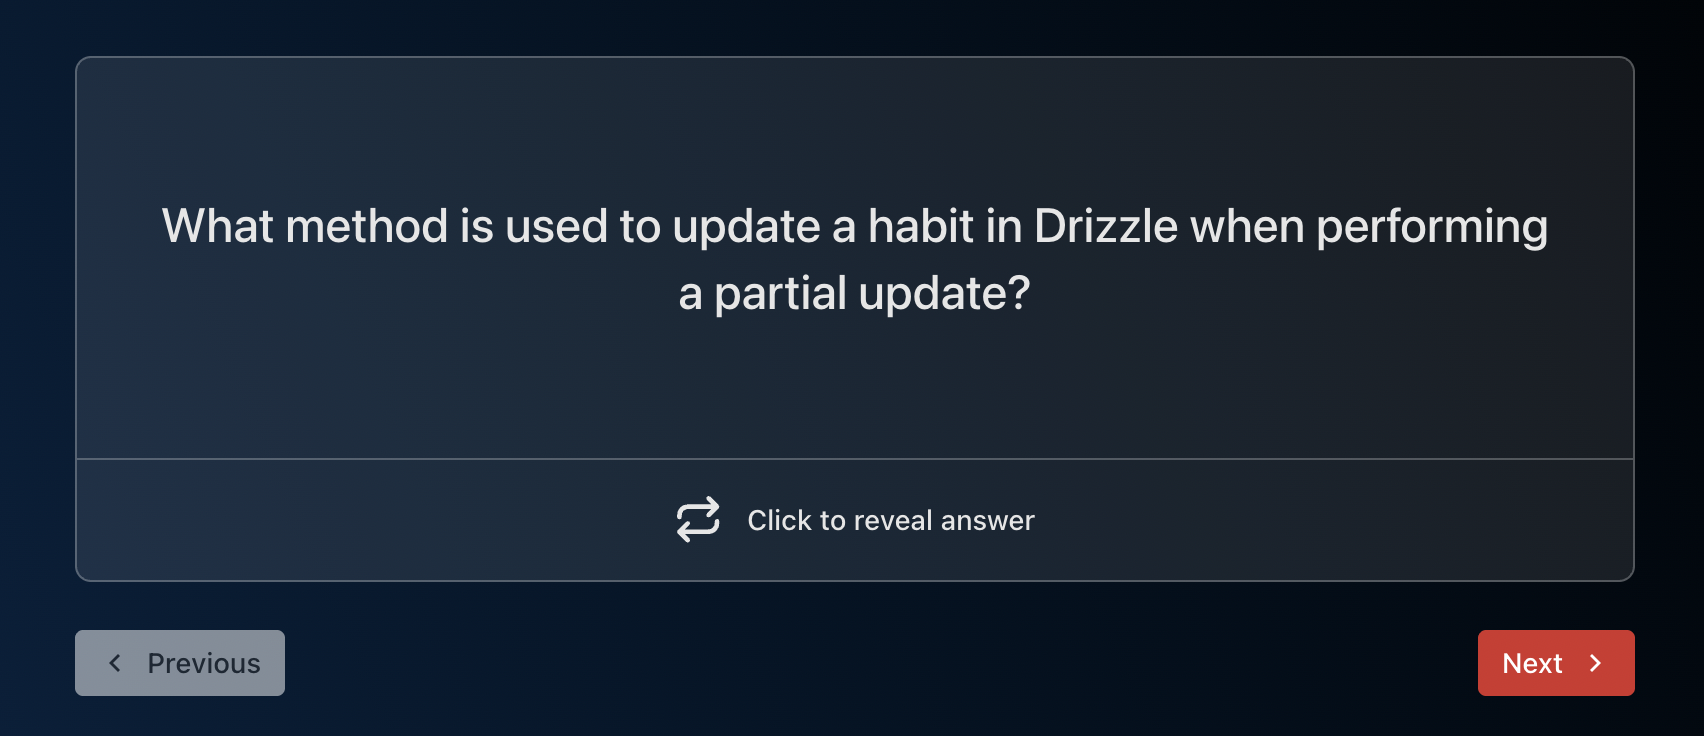 What method is used to update a habit in Drizzle when performing
a partial update?
Click to reveal answer
Previous
Next